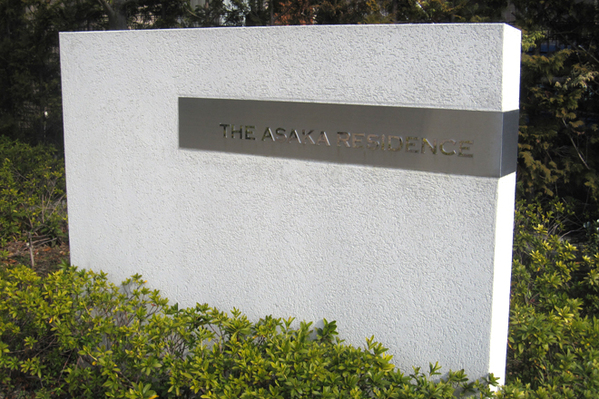 THE ASAKA RESIDENCE